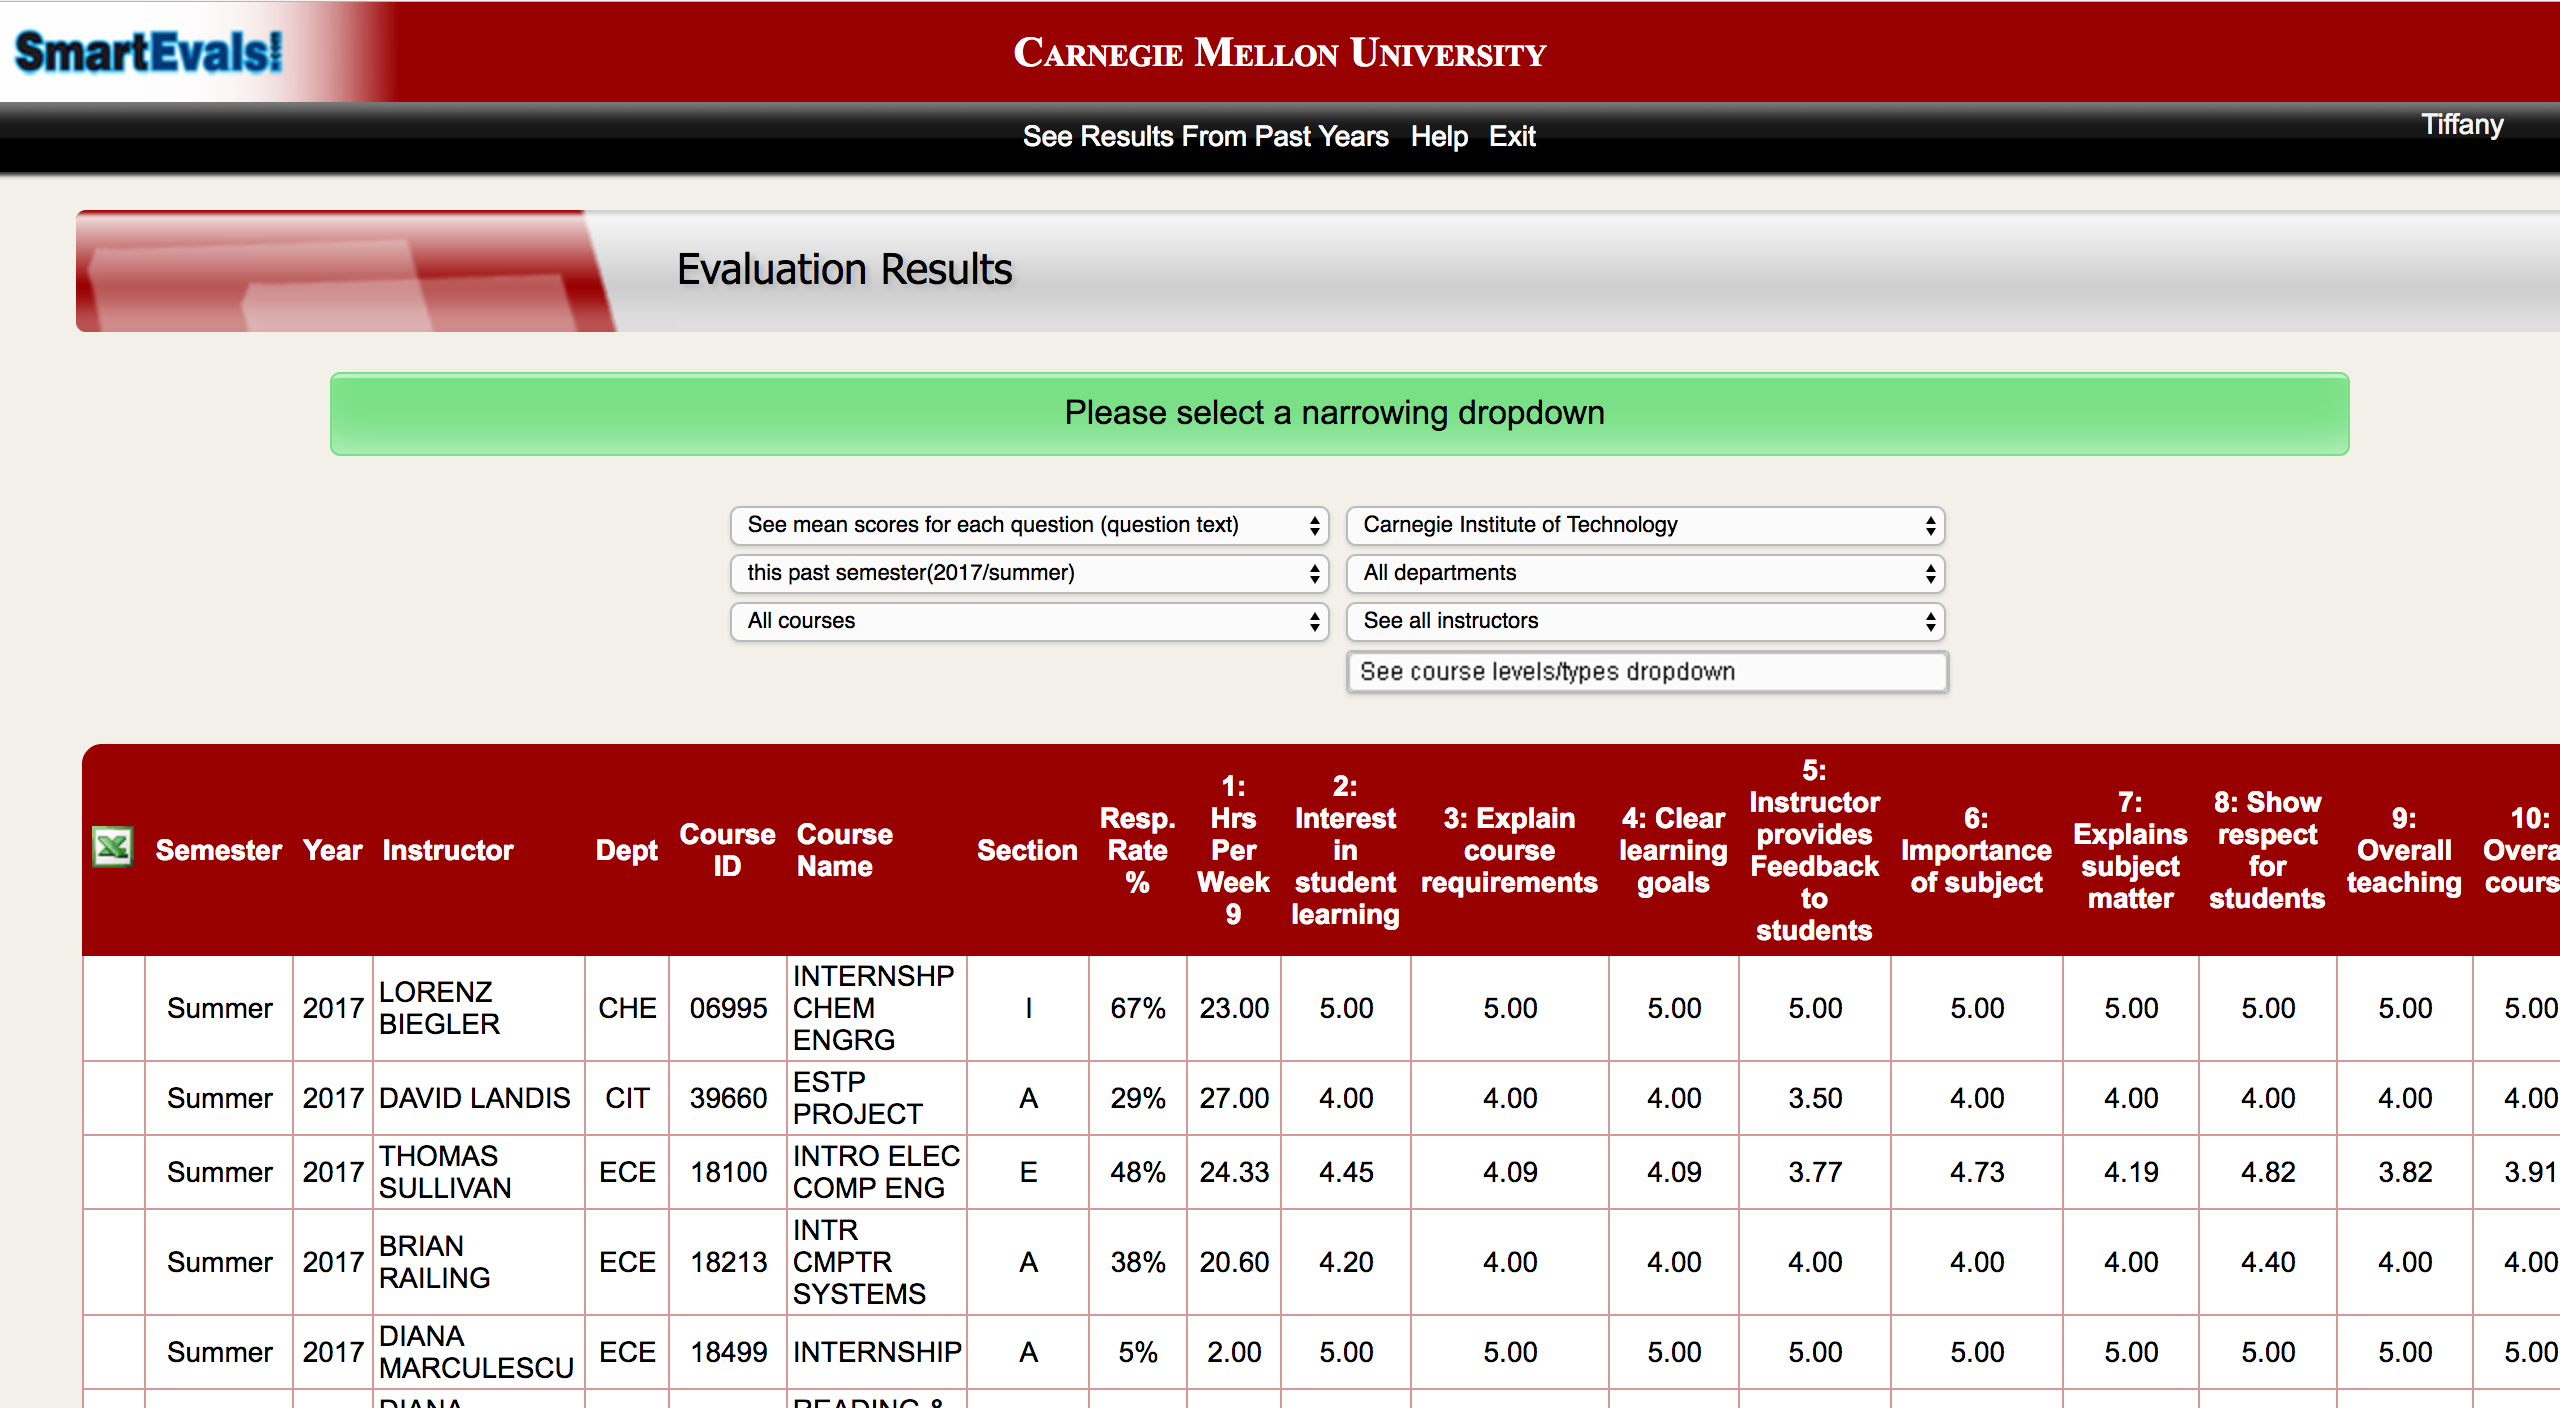 SmartEvals.com
CARNEGIE MELLON UNIVERSITY
See Results From Past Years Help Exit
Tiffany
Evaluation Results
Please select a narrowing dropdown
See mean scores for each question (question text) Carnegie Institute of Technology
this past semester(2017/summer) All departments
All courses See all instructors
See course levels/types dropdown
Semester Year Instructor Dept Course ID Course Name Section Resp. Rate % 1: Hrs Per Week 9 2: Interest in student learning 3: Explain course requirements 4: Clear learning goals 5: Instructor provides Feedback to students 6: Importance of subject 7: Explains subject matter 8: Show respect for students 9: Overall teaching 10:
Summer 2017 LORENZ BIEGLER CHE 06995 INTERNSHP CHEM ENGRG I 67% 23.00 5.00 5.00 5.00 5.00 5.00 5.00 5.00 5.00 5.00
Summer 2017 DAVID LANDIS CIT 39660 ESTP PROJECT A 29% 27.00 4.00 4.00 4.00 3.50 4.00 4.00 4.00 4.00 4.00
Summer 2017 THOMAS SULLIVAN ECE 18100 INTRO ELEC COMP ENG E 48% 24.33 4.45 4.09 4.09 3.77 4.73 4.19 4.82 3.82 3.91
Summer 2017 BRIAN RAILING ECE 18213 INTR CMPTR SYSTEMS A 38% 20.60 4.20 4.00 4.00 4.00 4.00 4.00 4.40 4.00 4.00
Summer 2017 DIANA MARCULESCU ECE 18499 INTERNSHIP A 5% 2.00 5.00 5.00 5.00 5.00 5.00 5.00 5.00 5.00 5.00